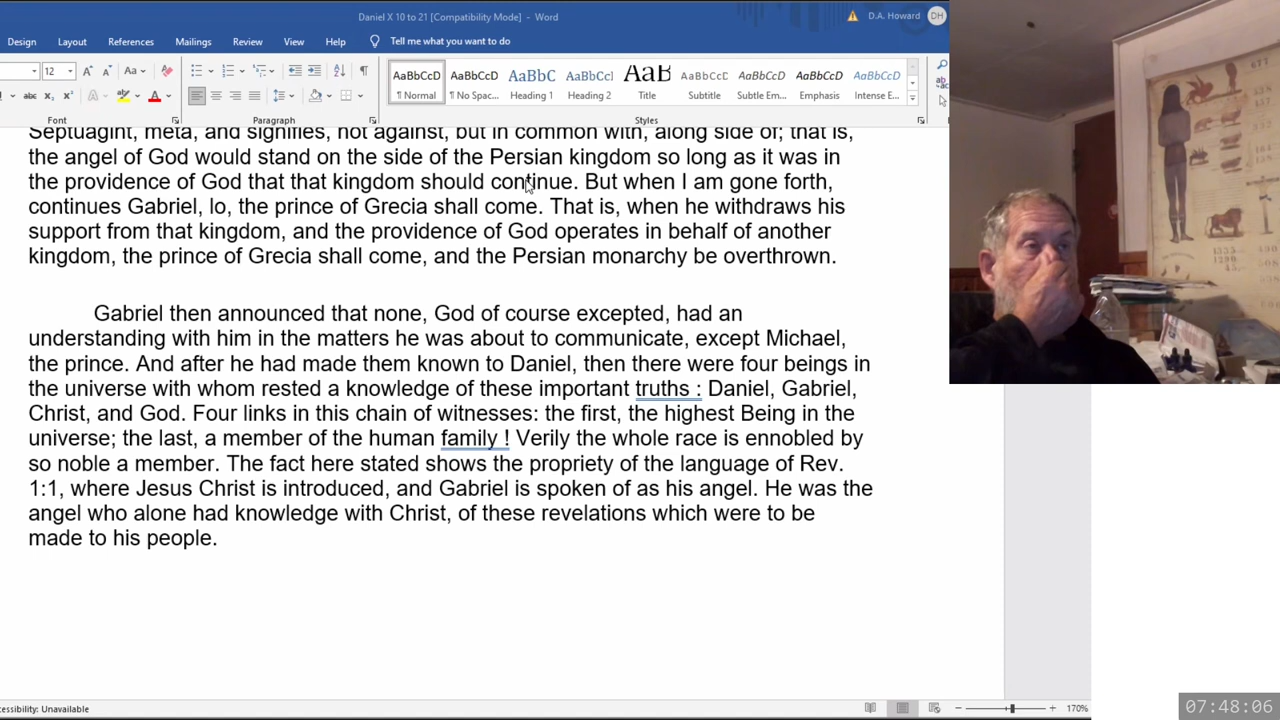 Daniel X 10 to 21 [Compatibility Mode] - Word
D.A. Howard DH
Design Layout References Mailings Review View Help Tell me what you want to do
12 A A Aa
abc ab A A
Font
Paragraph
AaBbCcD AaBbCcD AaBbC AaBbCcI AaB AaBbCcD AaBbCcD AaBbCcD AaBbCcD
¶ Normal ¶ No Spac... Heading 1 Heading 2 Title Subtitle Subtle Em... Emphasis Intense E...
Styles
Septuagint, meta, and signifies, not against, but in common with, along side of; that is,
the angel of God would stand on the side of the Persian kingdom so long as it was in
the providence of God that that kingdom should continue. But when I am gone forth,
continues Gabriel, lo, the prince of Grecia shall come. That is, when he withdraws his
support from that kingdom, and the providence of God operates in behalf of another
kingdom, the prince of Grecia shall come, and the Persian monarchy be overthrown.
Gabriel then announced that none, God of course excepted, had an
understanding with him in the matters he was about to communicate, except Michael,
the prince. And after he had made them known to Daniel, then there were four beings in
the universe with whom rested a knowledge of these important truths : Daniel, Gabriel,
Christ, and God. Four links in this chain of witnesses: the first, the highest Being in the
universe; the last, a member of the human family ! Verily the whole race is ennobled by
so noble a member. The fact here stated shows the propriety of the language of Rev.
1:1, where Jesus Christ is introduced, and Gabriel is spoken of as his angel. He was the
angel who alone had knowledge with Christ, of these revelations which were to be
made to his people.
cessibility: Unavailable
170%
07:48:06